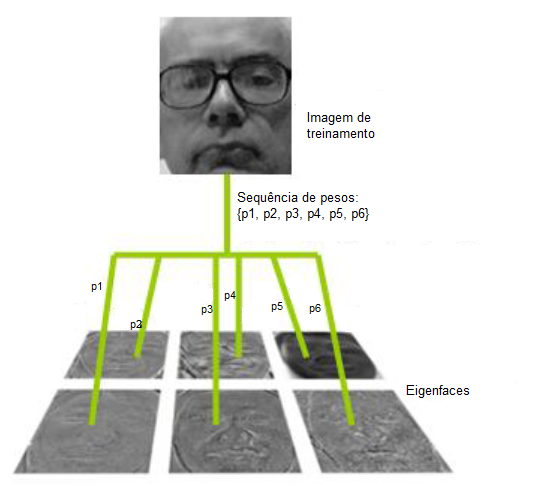 Imagem de
treinamento
Sequência de pesos:
{p1, p2, p3, p4, p5, p6}
p1
p2
p3
p4
p5
p6
Eigenfaces